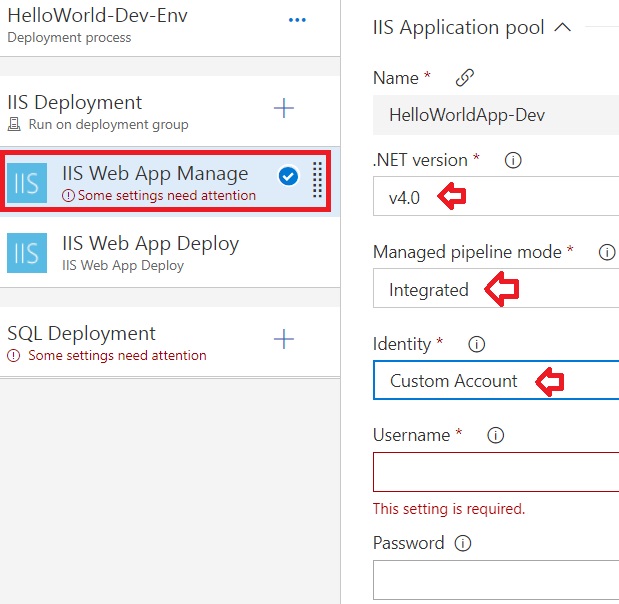 HelloWorld-Dev-Env
Deployment process
IIS Deployment
Run on deployment group
IIS
IIS Web App Manage
Some settings need attention
IIS
IIS Web App Deploy
IIS Web App Deploy
SQL Deployment
Some settings need attention
IIS Application pool
Name *
HelloWorldApp-Dev
.NET version *
v4.0
Managed pipeline mode *
Integrated
Identity *
Custom Account
Username *
This setting is required.
Password